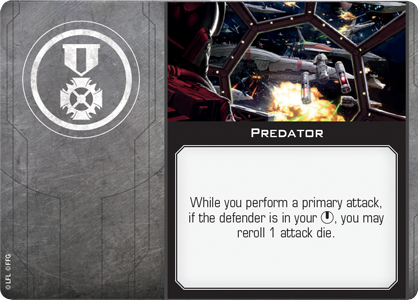 PREDATOR
While you perform a primary attack,
if the defender is in your , you may
reroll 1 attack die.
©LFL ©FFG